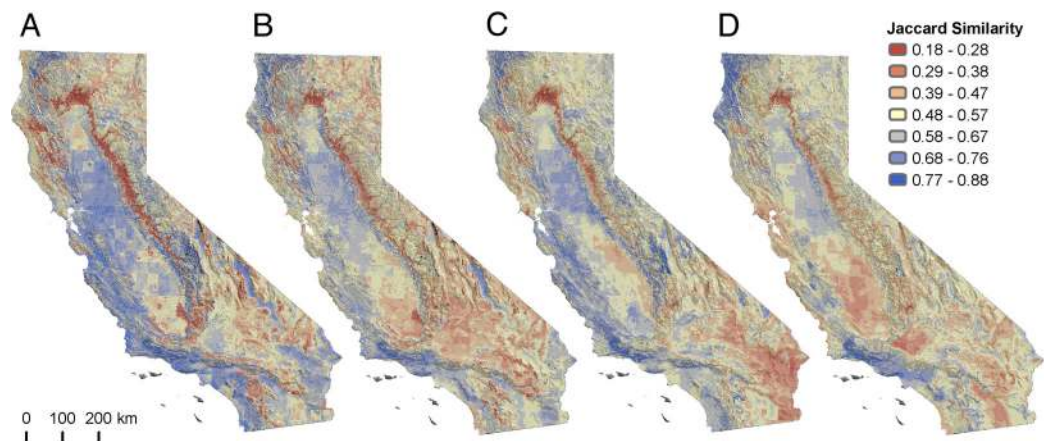 A B C D
Jaccard Similarity
0.18 - 0.28
0.29 - 0.38
0.39 - 0.47
0.48 - 0.57
0.58 - 0.67
0.68 - 0.76
0.77 - 0.88
0 100 200 km